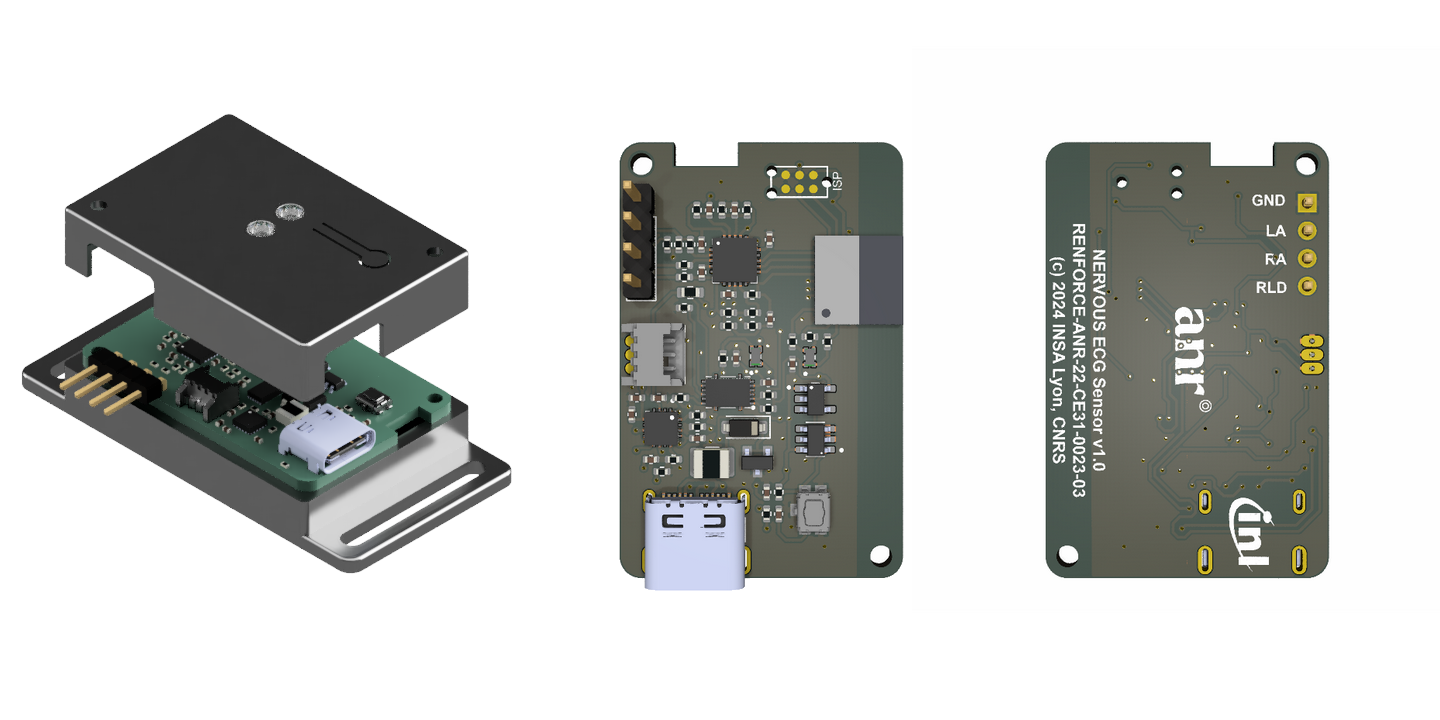 ISP
GND
LA
RA
RLD
NERVOUS ECG Sensor v1.0
RENFORCE-ANR-22-CE31-0023-03
(c) 2024 INSA Lyon, CNRS
anr©
inl